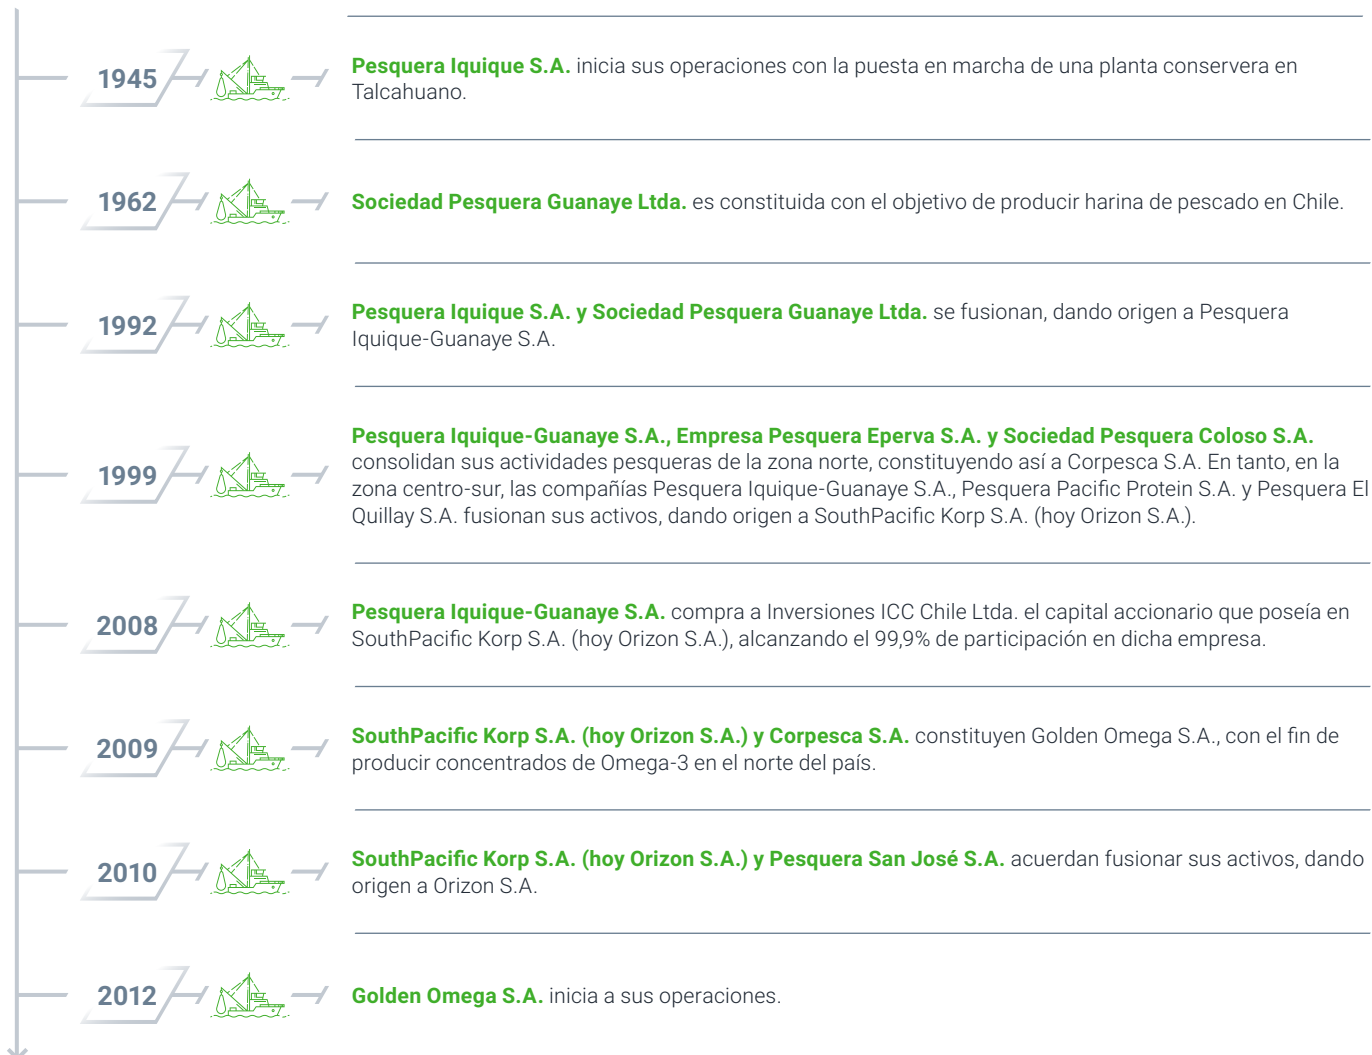 1945
Pesquera Iquique S.A. inicia sus operaciones con la puesta en marcha de una planta conservera en
Talcahuano.
1962
Sociedad Pesquera Guanaye Ltda. es constituida con el objetivo de producir harina de pescado en Chile.
1992
Pesquera Iquique S.A. y Sociedad Pesquera Guanaye Ltda. se fusionan, dando origen a Pesquera
Iquique-Guanaye S.A.
1999
Pesquera Iquique-Guanaye S.A., Empresa Pesquera Eperva S.A. y Sociedad Pesquera Coloso S.A.
consolidan sus actividades pesqueras de la zona norte, constituyendo así a Corpesca S.A. En tanto, en la
zona centro-sur, las compañías Pesquera Iquique-Guanaye S.A., Pesquera Pacific Protein S.A. y Pesquera El
Quillay S.A. fusionan sus activos, dando origen a SouthPacific Korp S.A. (hoy Orizon S.A.).
2008
Pesquera Iquique-Guanaye S.A. compra a Inversiones ICC Chile Ltda. el capital accionario que poseía en
SouthPacific Korp S.A. (hoy Orizon S.A.), alcanzando el 99,9% de participación en dicha empresa.
2009
SouthPacific Korp S.A. (hoy Orizon S.A.) y Corpesca S.A. constituyen Golden Omega S.A., con el fin de
producir concentrados de Omega-3 en el norte del país.
2010
SouthPacific Korp S.A. (hoy Orizon S.A.) y Pesquera San José S.A. acuerdan fusionar sus activos, dando
origen a Orizon S.A.
2012
Golden Omega S.A. inicia a sus operaciones.